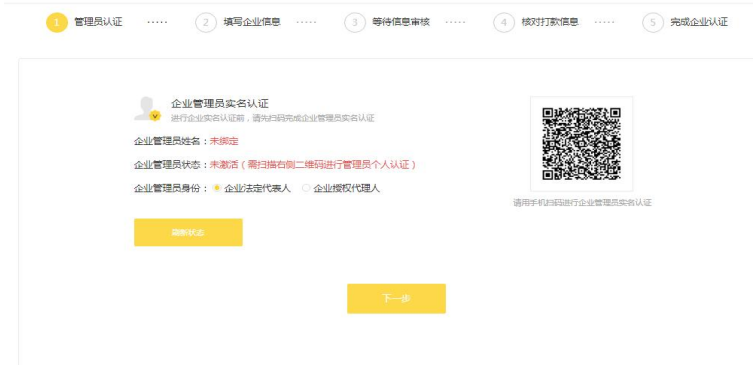 1 管理员认证 ····· 2 填写企业信息 ····· 3 等待信息审核 ····· 4 核对打款信息 ····· 5 完成企业认证
企业管理员实名认证
进行企业实名认证前，请先扫码完成企业管理员实名认证
企业管理员姓名：未绑定
企业管理员状态：未激活（需扫描右侧二维码进行管理员个人认证）
企业管理员身份： 企业法定代表人 企业授权代理人
请用手机扫码进行企业管理员实名认证
刷新状态
下一步